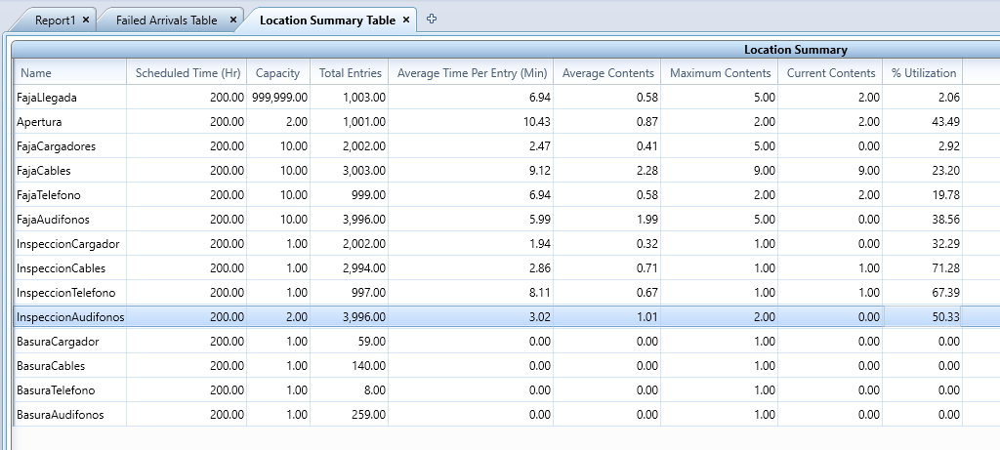 Report1 × Failed Arrivals Table × Location Summary Table ×
Location Summary
Name Scheduled Time (Hr) Capacity Total Entries Average Time Per Entry (Min) Average Contents Maximum Contents Current Contents % Utilization
FajaLlegada 200.00 999,999.00 1,003.00 6.94 0.58 5.00 2.00 2.06
Apertura 200.00 2.00 1,001.00 10.43 0.87 2.00 2.00 43.49
FajaCargadores 200.00 10.00 2,002.00 2.47 0.41 5.00 0.00 2.92
FajaCables 200.00 10.00 3,003.00 9.12 2.28 9.00 9.00 23.20
FajaTelefono 200.00 10.00 999.00 6.94 0.58 2.00 2.00 19.78
FajaAudifonos 200.00 10.00 3,996.00 5.99 1.99 5.00 0.00 38.56
InspeccionCargador 200.00 1.00 2,002.00 1.94 0.32 1.00 0.00 32.29
InspeccionCables 200.00 1.00 2,994.00 2.86 0.71 1.00 1.00 71.28
InspeccionTelefono 200.00 1.00 997.00 8.11 0.67 1.00 1.00 67.39
InspeccionAudifonos 200.00 2.00 3,996.00 3.02 1.01 2.00 0.00 50.33
BasuraCargador 200.00 1.00 59.00 0.00 0.00 1.00 0.00 0.00
BasuraCables 200.00 1.00 140.00 0.00 0.00 1.00 0.00 0.00
BasuraTelefono 200.00 1.00 8.00 0.00 0.00 1.00 0.00 0.00
BasuraAudifonos 200.00 1.00 259.00 0.00 0.00 1.00 0.00 0.00